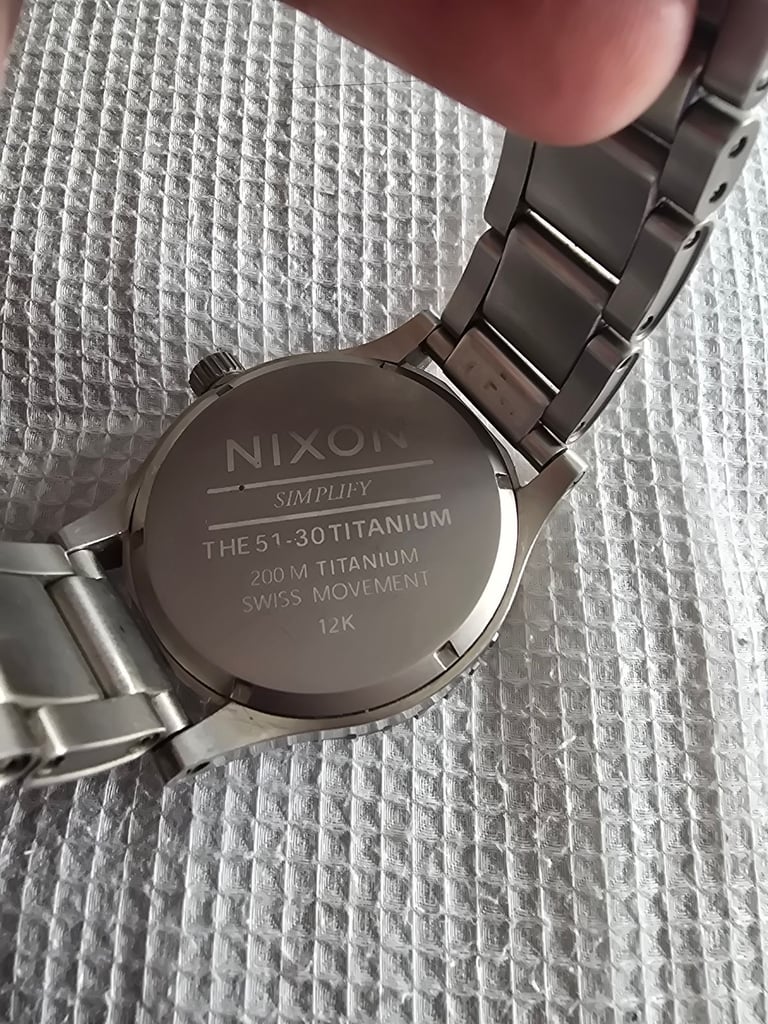 NIXON
SIMPLIFY
THE 51-30 TITANIUM
200 M TITANIUM
SWISS MOVEMENT
12K